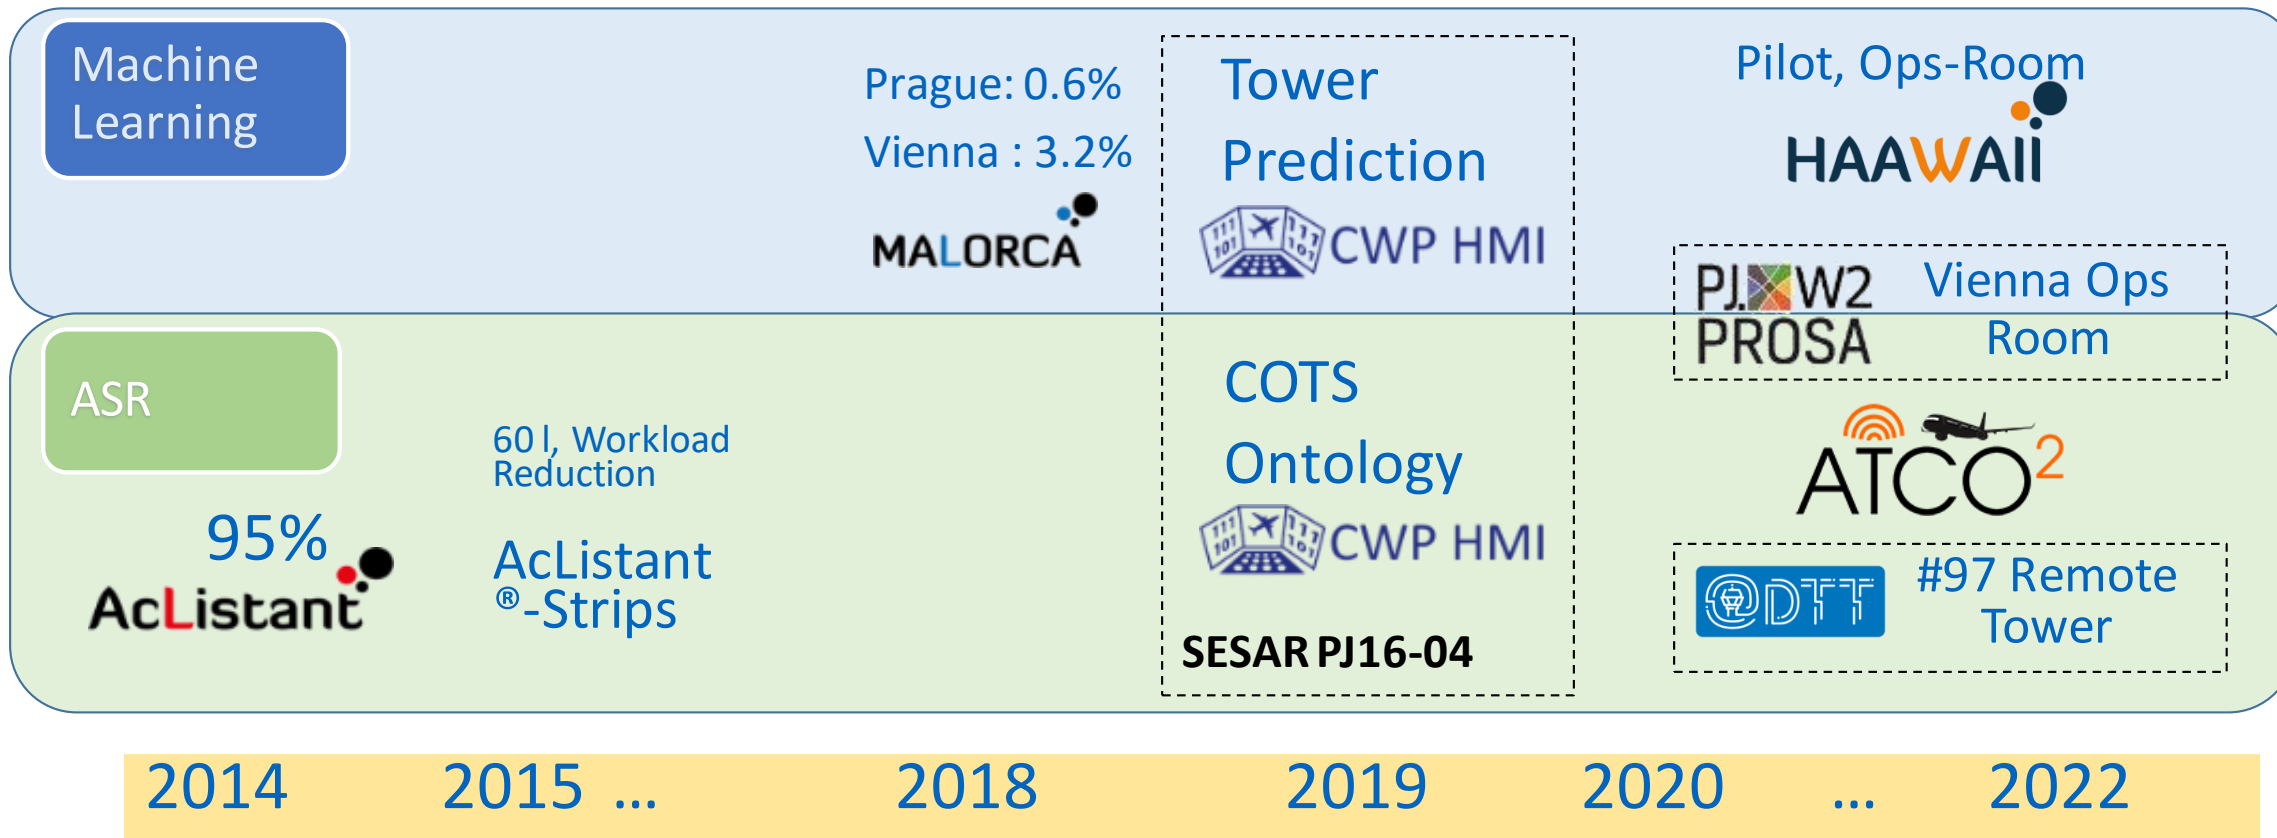 Machine
Learning
Prague: 0.6%
Vienna : 3.2%
MALORCA
Tower
Prediction
CWP HMI
Pilot, Ops-Room
HAAWAII
PJ. W2
PROSA
Vienna Ops
Room
ASR
95%
AcListant
60 l, Workload
Reduction
AcListant
®-Strips
COTS
Ontology
CWP HMI
SESAR PJ16-04
ATCO2
@DTT
#97 Remote
Tower
2014 2015 ... 2018 2019 2020 ... 2022